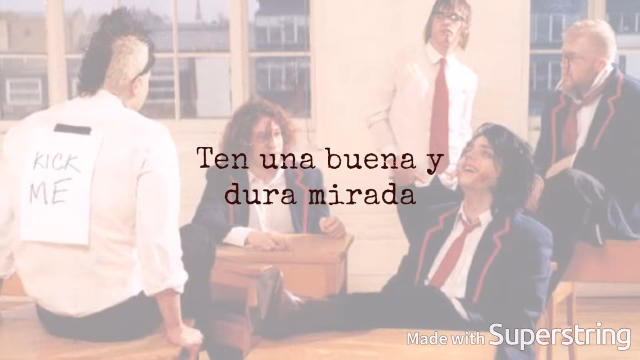 KICK
ME
Ten una buena y
dura mirada
Made with Superstring